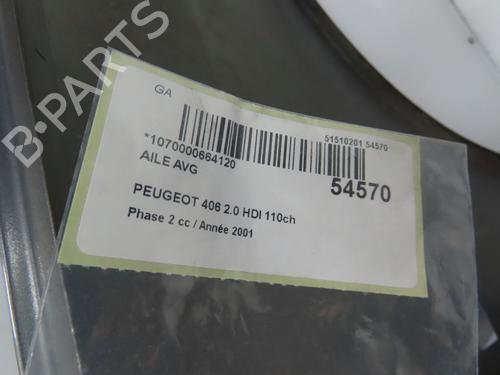 GA
51510201 54570
*1070000664120
54570
AILE AVG
PEUGEOT 406 2.0 HDI 110ch
Phase 2 cc / Année 2001
B-PARTS